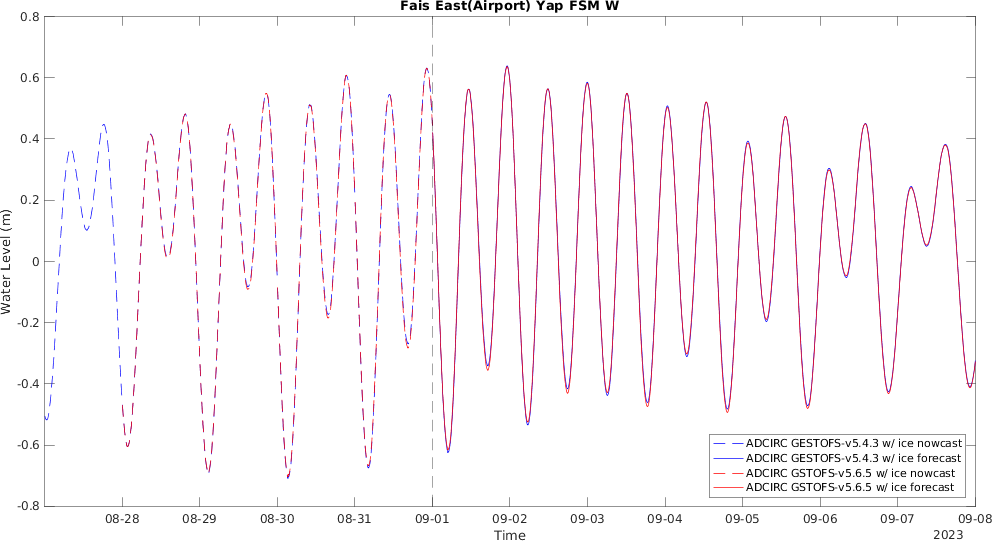 Fais East(Airport) Yap FSM W
0.8
0.6
0.4
0.2
0
-0.2
-0.4
-0.6
-0.8
Water Level (m)
08-28 08-29 08-30 08-31 09-01 09-02 09-03 09-04 09-05 09-06 09-07 09-08
Time
2023
ADCIRC GESTOFS-v5.4.3 w/ ice nowcast
ADCIRC GESTOFS-v5.4.3 w/ ice forecast
ADCIRC GSTOFS-v5.6.5 w/ ice nowcast
ADCIRC GSTOFS-v5.6.5 w/ ice forecast